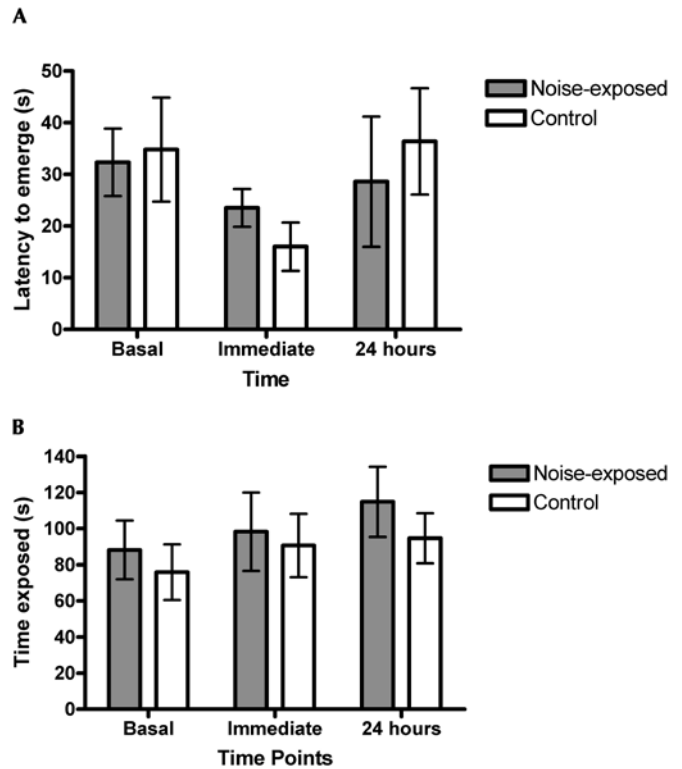 A
Latency to emerge (s)
50
40
30
20
10
0
Basal Immediate 24 hours
Time
Noise-exposed
Control
B
Time exposed (s)
140
120
100
80
60
40
20
0
Basal Immediate 24 hours
Time Points
Noise-exposed
Control